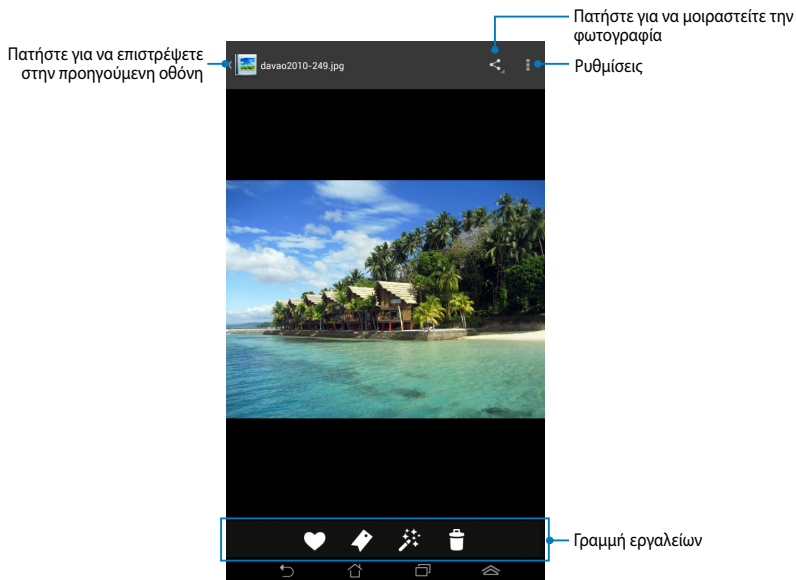 Πατήστε για να μοιραστείτε την
φωτογραφία
Πατήστε για να επιστρέψετε
στην προηγούμενη οθόνη
davao2010-249.jpg
Ρυθμίσεις
Γραμμή εργαλείων